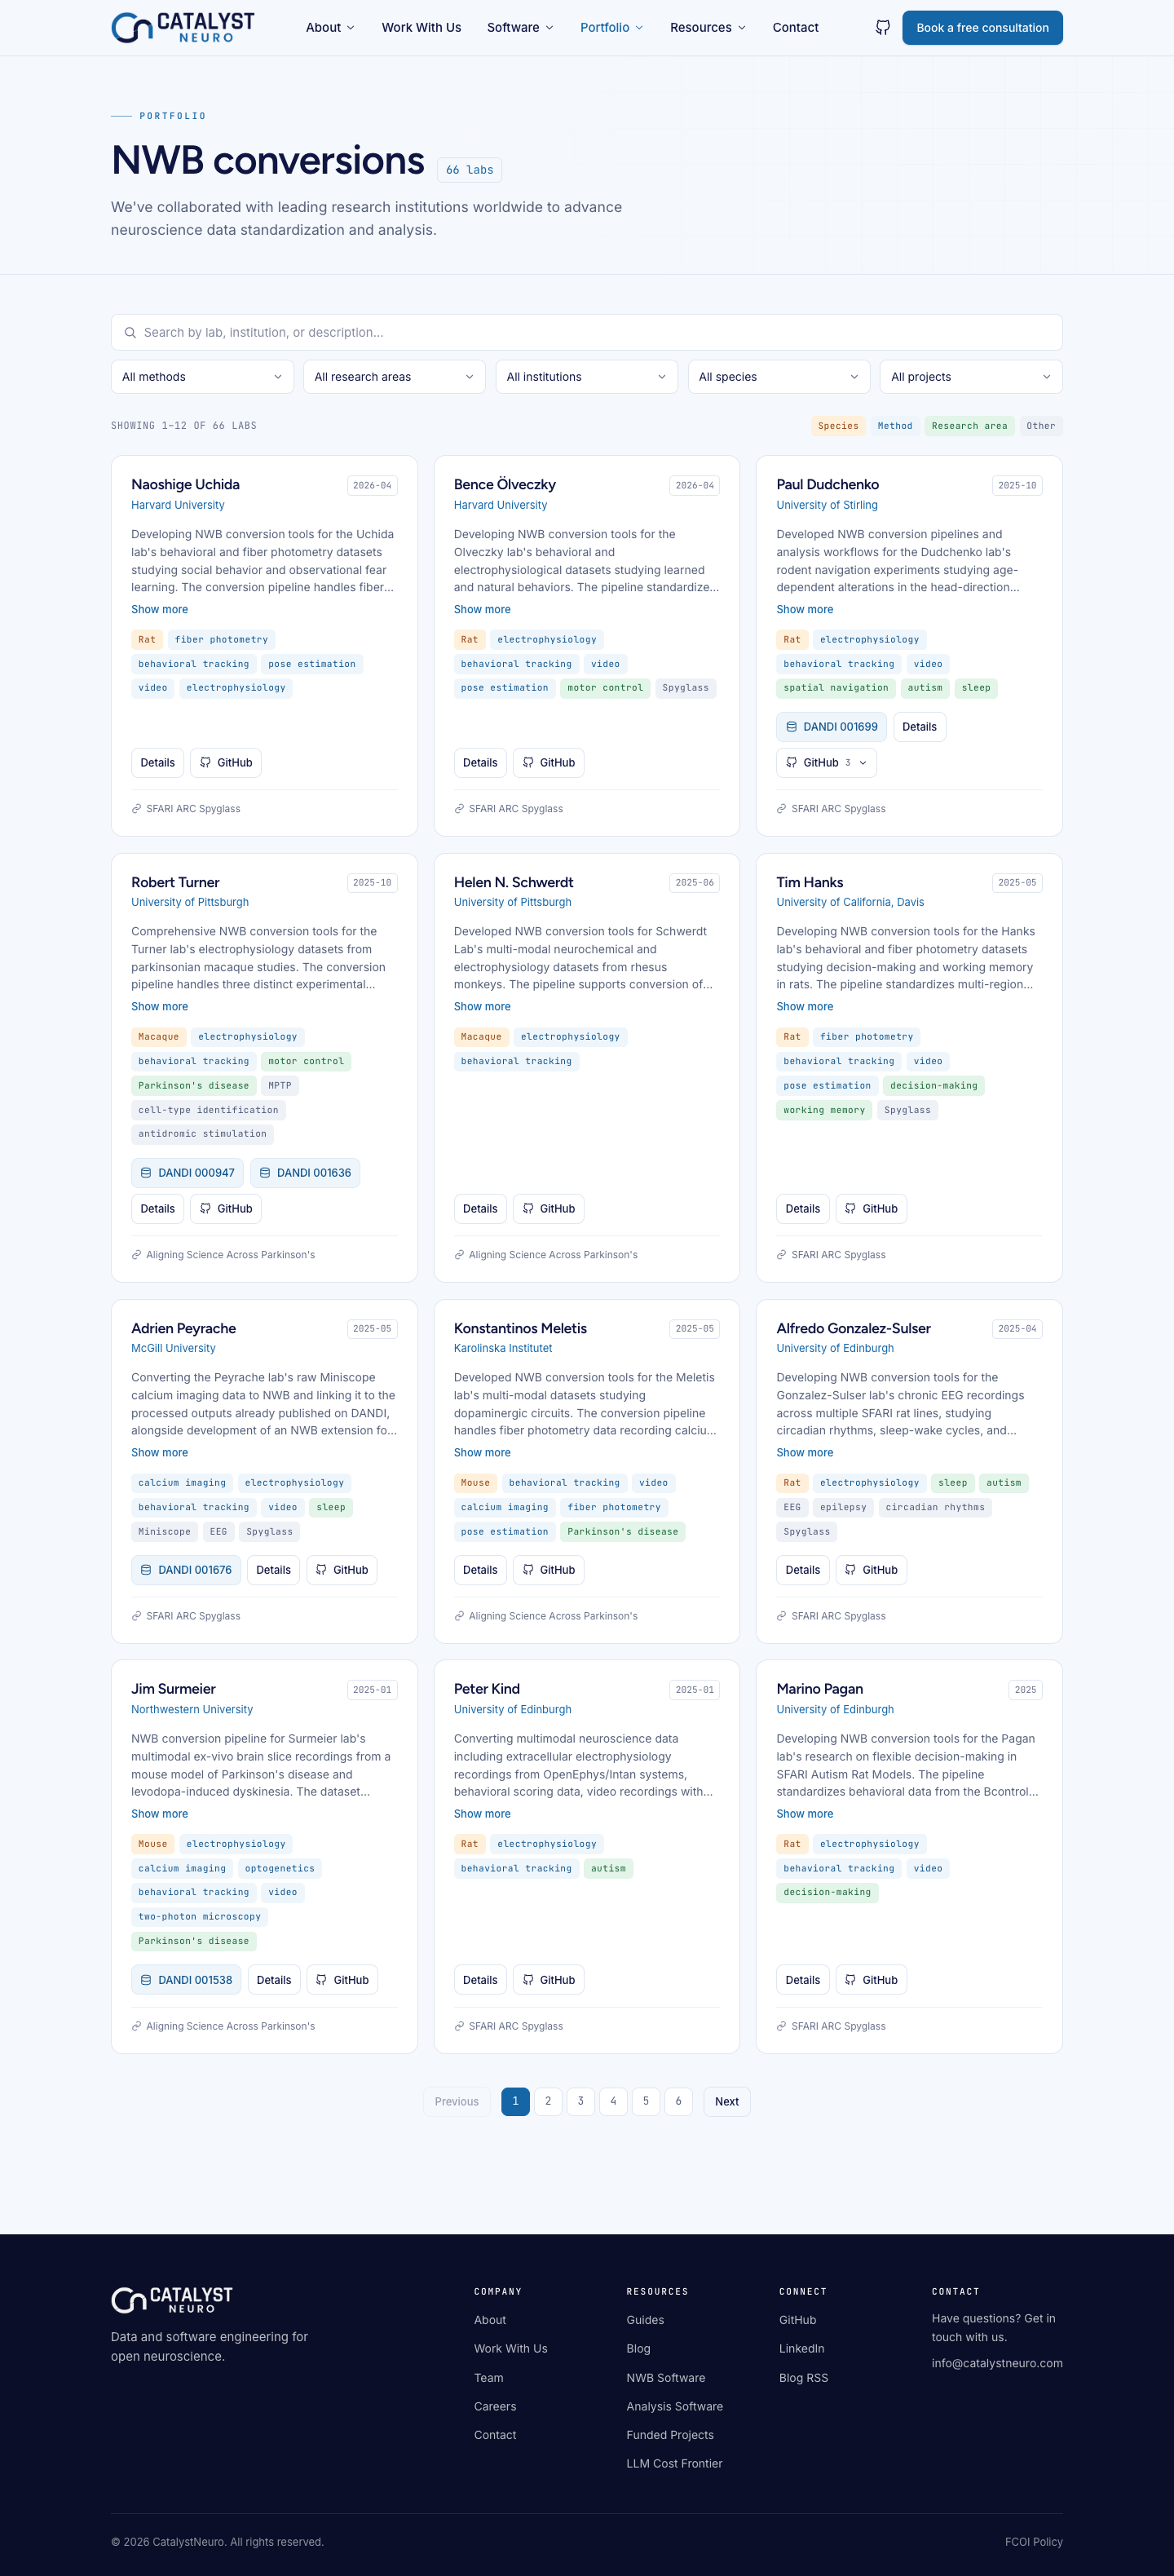 CATALYST
NEURO
About
Work With Us
Software
Portfolio
Resources
Contact
Book a free consultation
PORTFOLIO
NWB conversions
66 labs
We've collaborated with leading research institutions worldwide to advance
neuroscience data standardization and analysis.
Search by lab, institution, or description...
All methods
All research areas
All institutions
All species
All projects
SHOWING 1–12 OF 66 LABS
Species
Method
Research area
Other
Naoshige Uchida
2026-04
Harvard University
Developing NWB conversion tools for the Uchida
lab's behavioral and fiber photometry datasets
studying social behavior and observational fear
learning. The conversion pipeline handles fiber...
Show more
Rat
fiber photometry
behavioral tracking
pose estimation
video
electrophysiology
Details
GitHub
SFARI ARC Spyglass
Bence Ölveczky
2026-04
Harvard University
Developing NWB conversion tools for the
Olveczky lab's behavioral and
electrophysiological datasets studying learned
and natural behaviors. The pipeline standardize...
Show more
Rat
electrophysiology
behavioral tracking
video
pose estimation
motor control
Spyglass
Details
GitHub
SFARI ARC Spyglass
Paul Dudchenko
2025-10
University of Stirling
Developed NWB conversion pipelines and
analysis workflows for the Dudchenko lab's
rodent navigation experiments studying age-
dependent alterations in the head-direction...
Show more
Rat
electrophysiology
behavioral tracking
video
spatial navigation
autism
sleep
DANDI 001699
Details
GitHub 3
SFARI ARC Spyglass
Robert Turner
2025-10
University of Pittsburgh
Comprehensive NWB conversion tools for the
Turner lab's electrophysiology datasets from
parkinsonian macaque studies. The conversion
pipeline handles three distinct experimental...
Show more
Macaque
electrophysiology
behavioral tracking
motor control
Parkinson's disease
MPTP
cell-type identification
antidromic stimulation
DANDI 000947
DANDI 001636
Details
GitHub
Aligning Science Across Parkinson's
Helen N. Schwerdt
2025-06
University of Pittsburgh
Developed NWB conversion tools for Schwerdt
Lab's multi-modal neurochemical and
electrophysiology datasets from rhesus
monkeys. The pipeline supports conversion of...
Show more
Macaque
electrophysiology
behavioral tracking
Details
GitHub
Aligning Science Across Parkinson's
Tim Hanks
2025-05
University of California, Davis
Developing NWB conversion tools for the Hanks
lab's behavioral and fiber photometry datasets
studying decision-making and working memory
in rats. The pipeline standardizes multi-region...
Show more
Rat
fiber photometry
behavioral tracking
video
pose estimation
decision-making
working memory
Spyglass
Details
GitHub
SFARI ARC Spyglass
Adrien Peyrache
2025-05
McGill University
Converting the Peyrache lab's raw Miniscope
calcium imaging data to NWB and linking it to the
processed outputs already published on DANDI,
alongside development of an NWB extension fo...
Show more
calcium imaging
electrophysiology
behavioral tracking
video
sleep
Miniscope
EEG
Spyglass
DANDI 001676
Details
GitHub
SFARI ARC Spyglass
Konstantinos Meletis
2025-05
Karolinska Institutet
Developed NWB conversion tools for the Meletis
lab's multi-modal datasets studying
dopaminergic circuits. The conversion pipeline
handles fiber photometry data recording calciu...
Show more
Mouse
behavioral tracking
video
calcium imaging
fiber photometry
pose estimation
Parkinson's disease
Details
GitHub
Aligning Science Across Parkinson's
Alfredo Gonzalez-Sulser
2025-04
University of Edinburgh
Developing NWB conversion tools for the
Gonzalez-Sulser lab's chronic EEG recordings
across multiple SFARI rat lines, studying
circadian rhythms, sleep-wake cycles, and...
Show more
Rat
electrophysiology
sleep
autism
EEG
epilepsy
circadian rhythms
Spyglass
Details
GitHub
SFARI ARC Spyglass
Jim Surmeier
2025-01
Northwestern University
NWB conversion pipeline for Surmeier lab's
multimodal ex-vivo brain slice recordings from a
mouse model of Parkinson's disease and
levodopa-induced dyskinesia. The dataset...
Show more
Mouse
electrophysiology
calcium imaging
optogenetics
behavioral tracking
video
two-photon microscopy
Parkinson's disease
DANDI 001538
Details
GitHub
Aligning Science Across Parkinson's
Peter Kind
2025-01
University of Edinburgh
Converting multimodal neuroscience data
including extracellular electrophysiology
recordings from OpenEphys/Intan systems,
behavioral scoring data, video recordings with...
Show more
Rat
electrophysiology
behavioral tracking
autism
Details
GitHub
SFARI ARC Spyglass
Marino Pagan
2025
University of Edinburgh
Developing NWB conversion tools for the Pagan
lab's research on flexible decision-making in
SFARI Autism Rat Models. The pipeline
standardizes behavioral data from the Bcontrol...
Show more
Rat
electrophysiology
behavioral tracking
video
decision-making
Details
GitHub
SFARI ARC Spyglass
Previous
1
2
3
4
5
6
Next
CATALYST
NEURO
Data and software engineering for
open neuroscience.
COMPANY
About
Work With Us
Team
Careers
Contact
RESOURCES
Guides
Blog
NWB Software
Analysis Software
Funded Projects
LLM Cost Frontier
CONNECT
GitHub
LinkedIn
Blog RSS
CONTACT
Have questions? Get in
touch with us.
info@catalystneuro.com
© 2026 CatalystNeuro. All rights reserved.
FCOI Policy